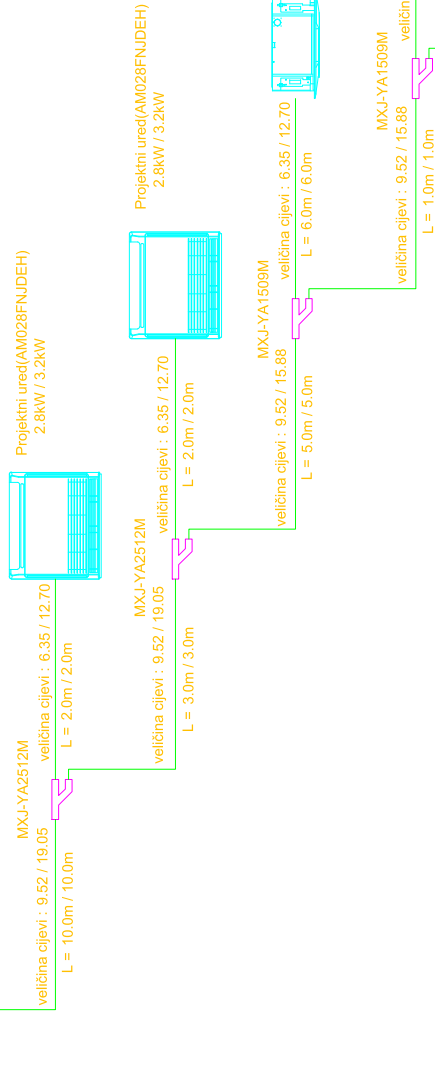 Projektni ured(AM028FNJDEH)
2.8kW / 3.2kW
veličina cijevi : 6.35 / 12.70
L = 2.0m / 2.0m
MXJ-YA2512M
veličina cijevi : 9.52 / 19.05
L = 10.0m / 10.0m
Projektni ured(AM028FNJDEH)
2.8kW / 3.2kW
veličina cijevi : 6.35 / 12.70
L = 2.0m / 2.0m
MXJ-YA2512M
veličina cijevi : 9.52 / 19.05
L = 3.0m / 3.0m
veličina cijevi : 6.35 / 12.70
L = 6.0m / 6.0m
MXJ-YA1509M
veličina cijevi : 9.52 / 15.88
L = 5.0m / 5.0m
MXJ-YA1509M
veličina cijevi : 9.52 / 15.88
L = 1.0m / 1.0m